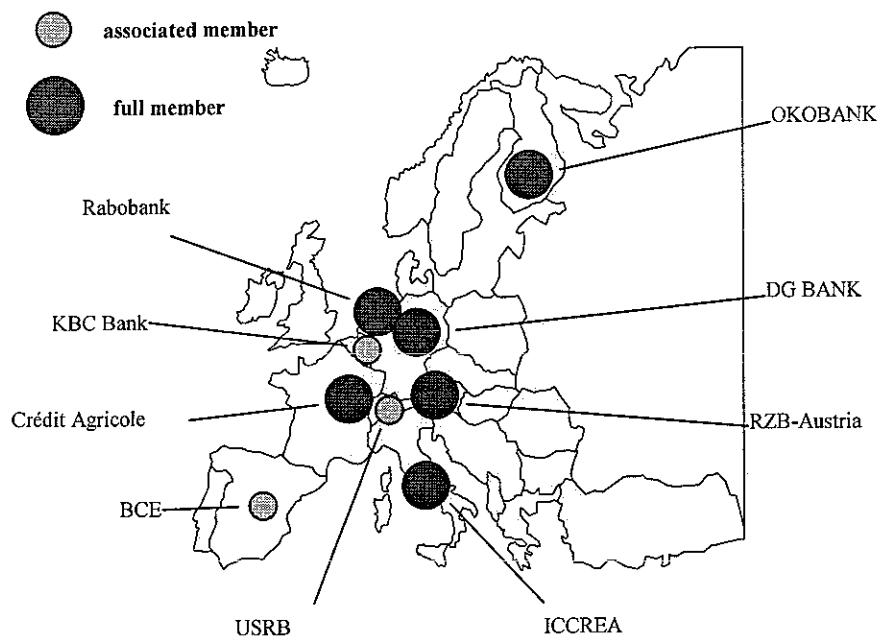 associated member
full member
OKOBANK
Rabobank
DG BANK
KBC Bank
Crédit Agricole
RZB-Austria
BCE
USRB
ICCREA